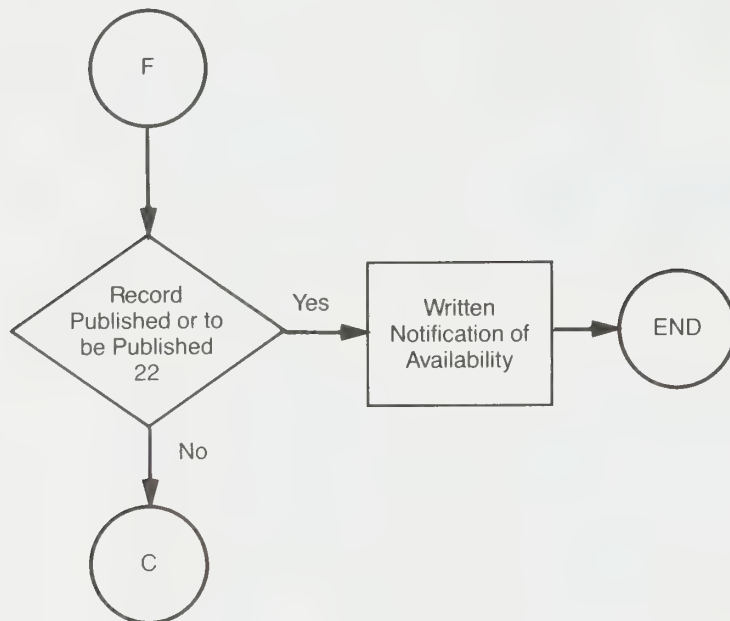 F
Record
Published or to
be Published
22
Yes
Written
Notification of
Availability
END
No
C